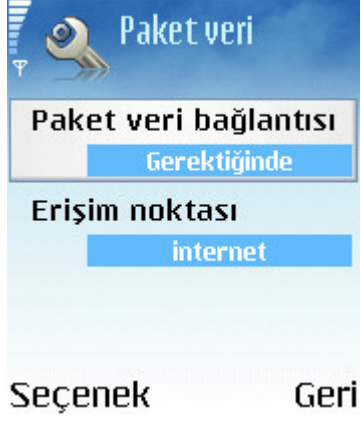 Paket veri
Paket veri bağlantısı
Gerektiğinde
Erişim noktası
internet
Seçenek Geri